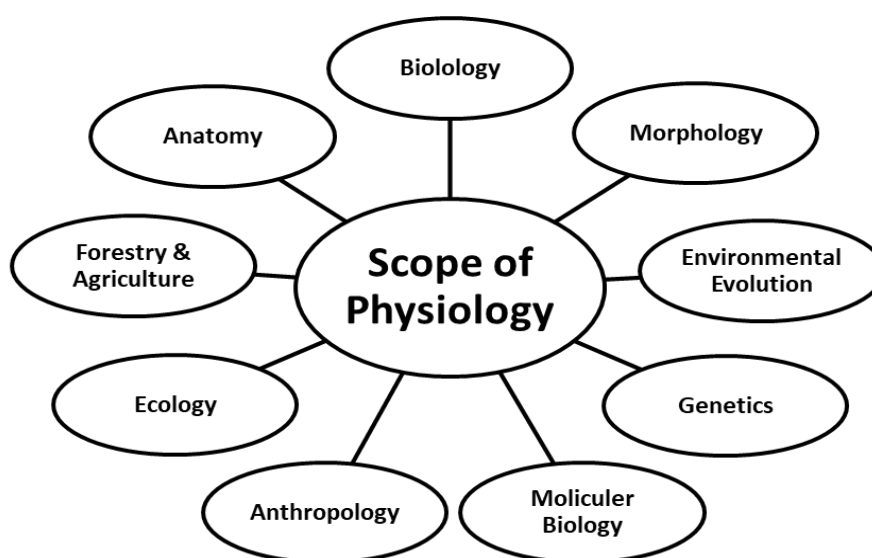 Biolology
Anatomy
Morphology
Forestry &
Agriculture
Scope of
Physiology
Environmental
Evolution
Ecology
Genetics
Anthropology
Moliculer
Biology